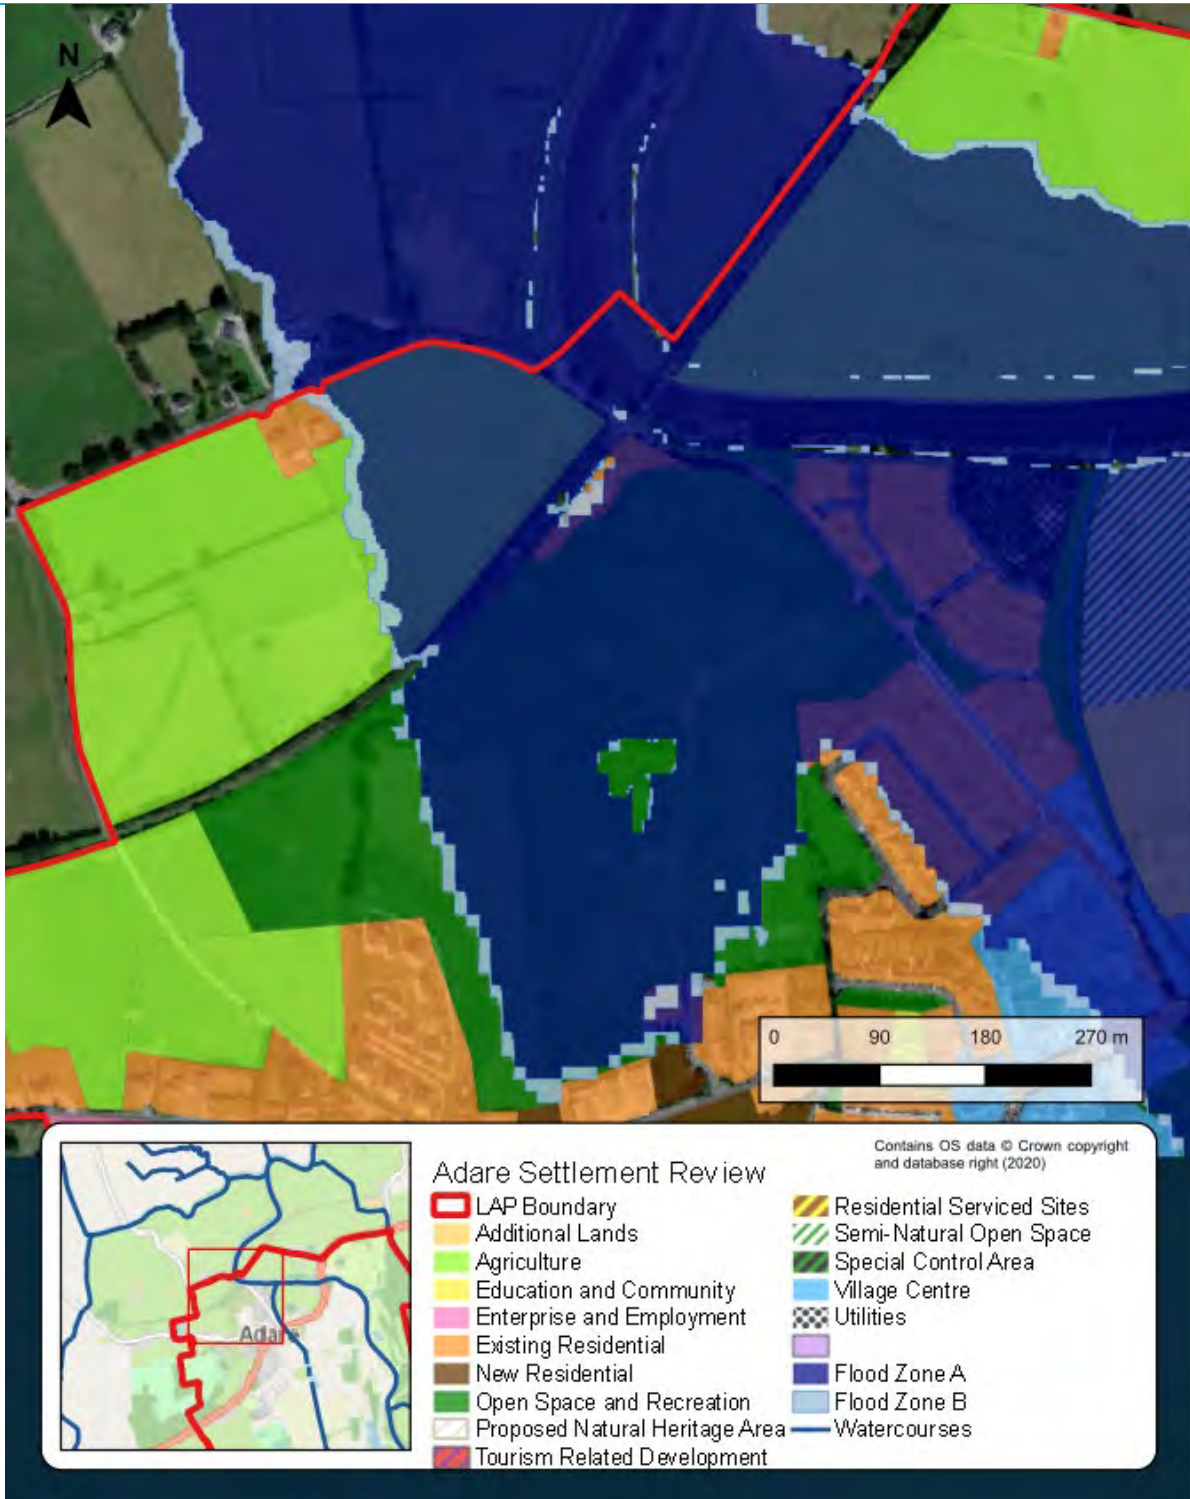 N
0 90 180 270 m
Contains OS data © Crown copyright
and database right (2020)
Adare Settlement Review
LAP Boundary
Additional Lands
Agriculture
Education and Community
Enterprise and Employment
Existing Residential
New Residential
Open Space and Recreation
Proposed Natural Heritage Area
Tourism Related Development
Residential Serviced Sites
Semi-Natural Open Space
Special Control Area
Village Centre
Utilities
Flood Zone A
Flood Zone B
Watercourses
Adare